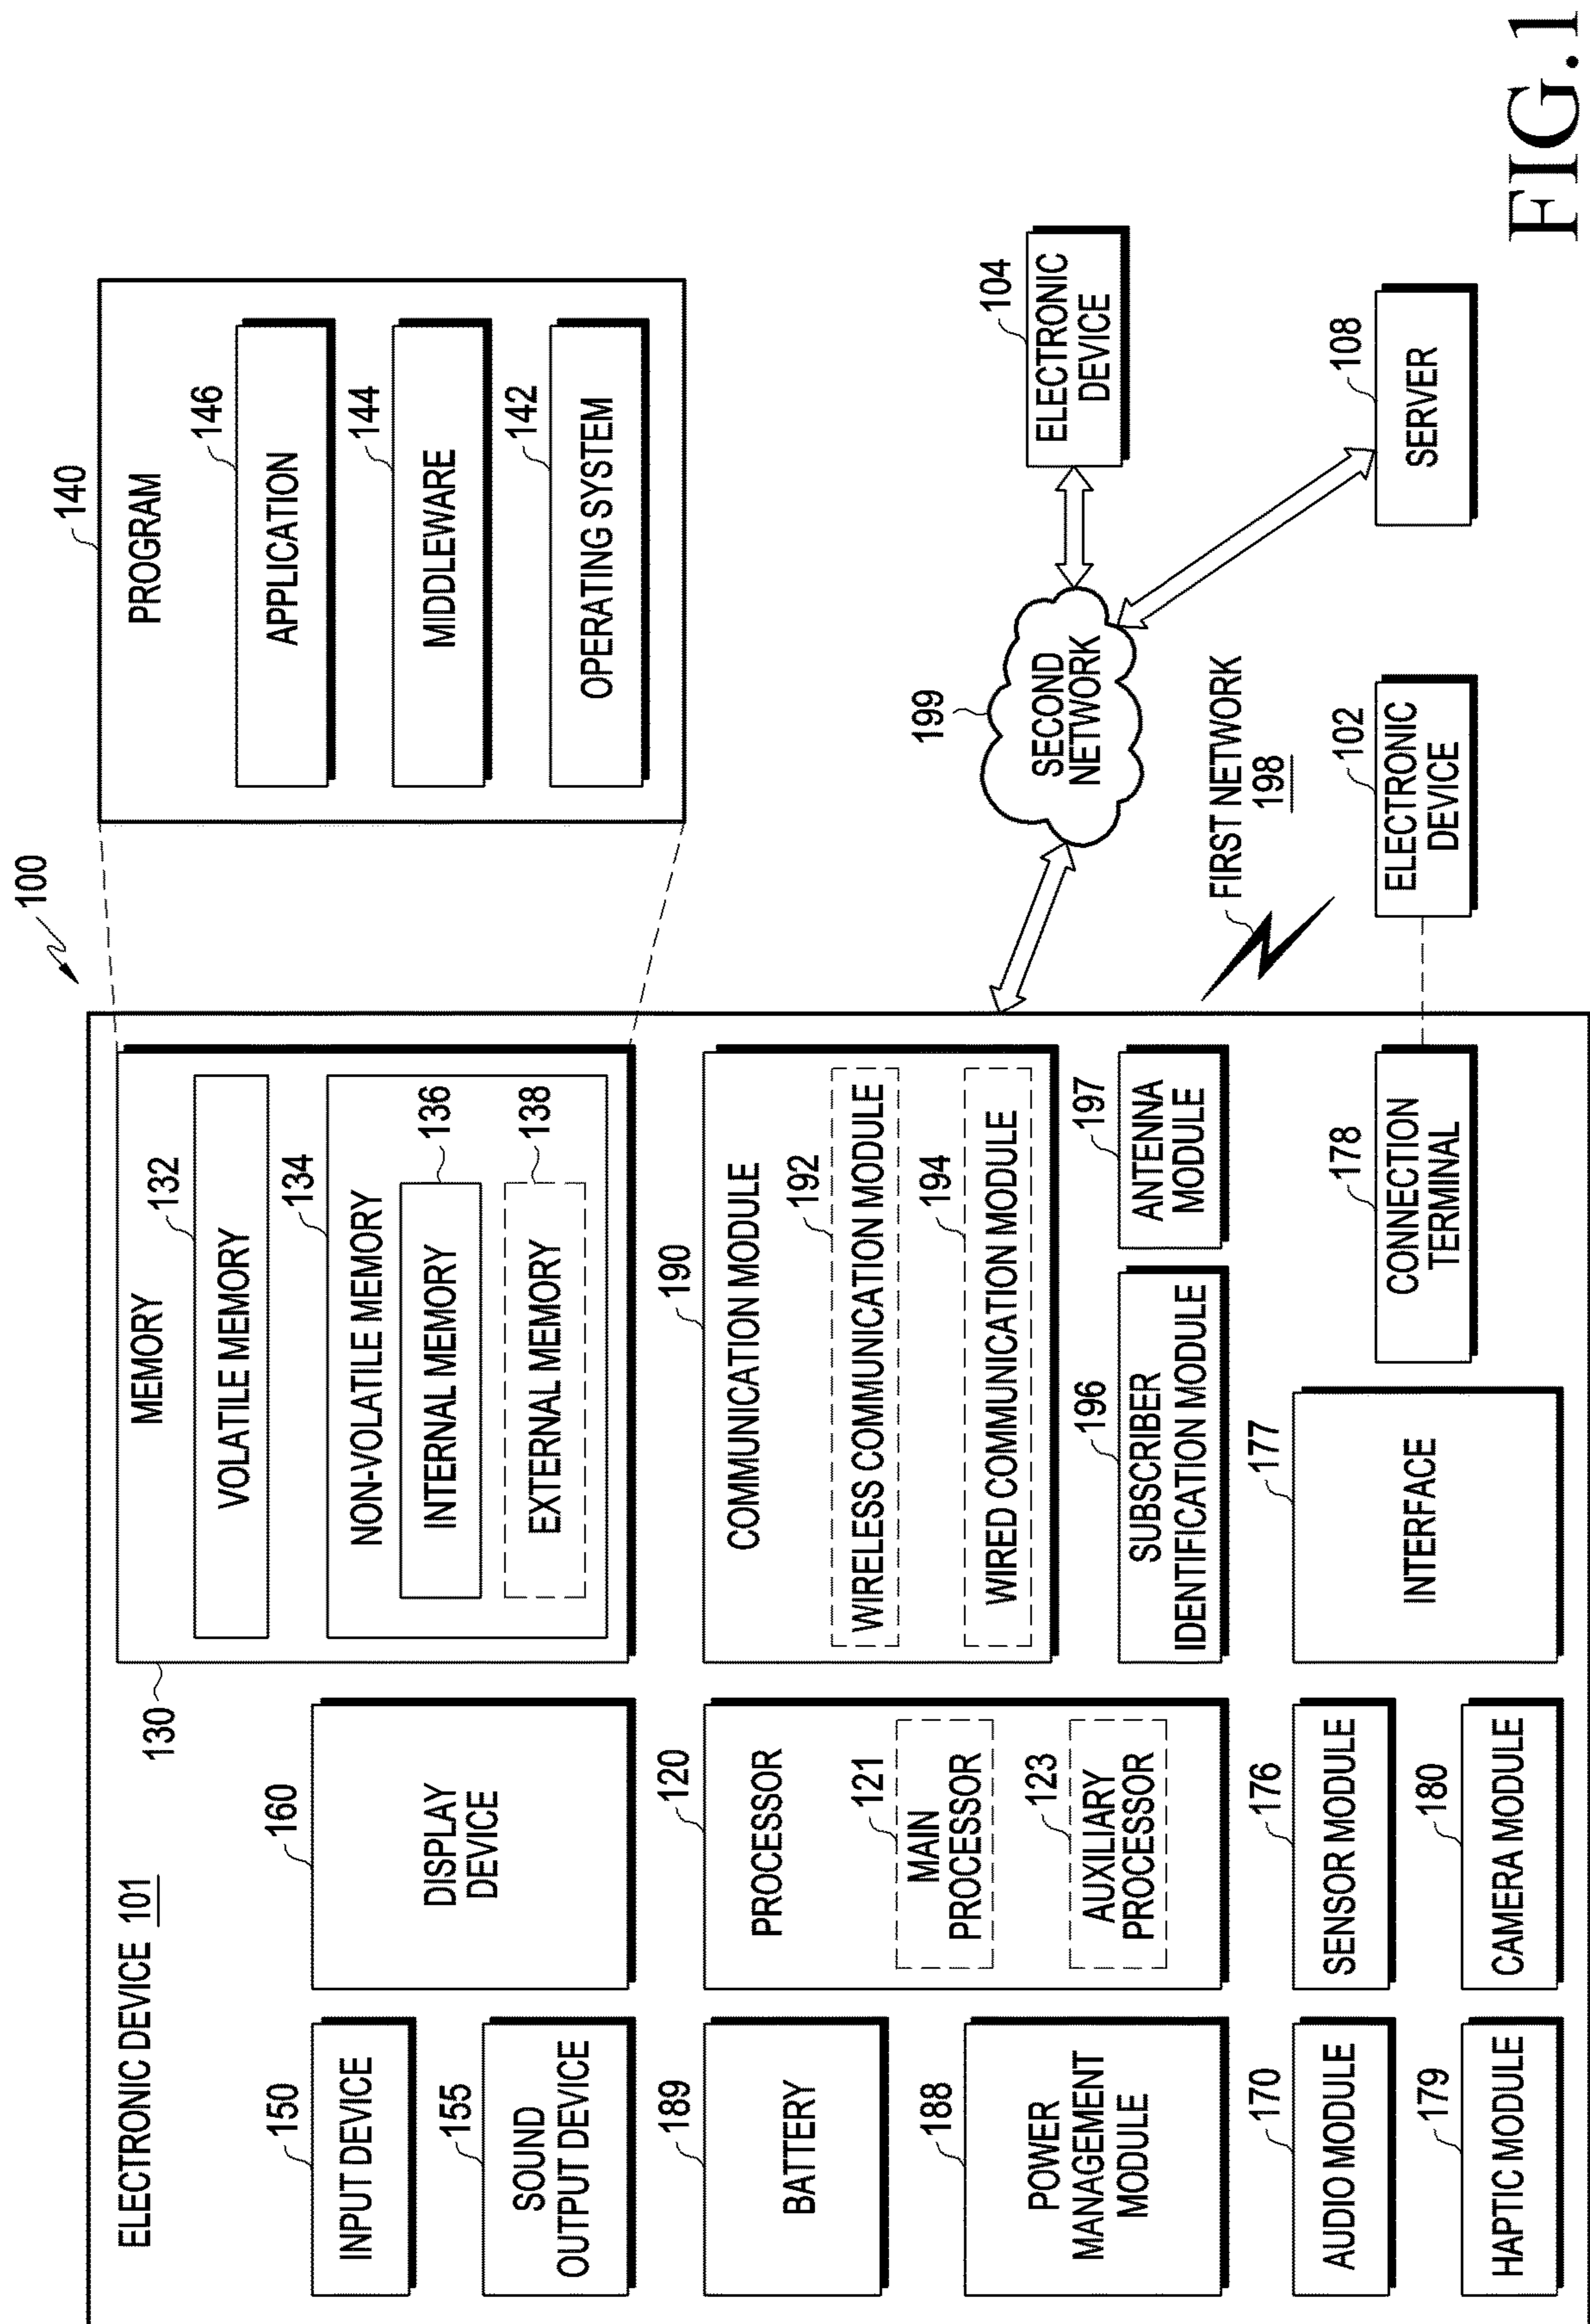 100
ELECTRONIC DEVICE 101
130
MEMORY
132
VOLATILE MEMORY
134
NON-VOLATILE MEMORY
136
INTERNAL MEMORY
138
EXTERNAL MEMORY
140
PROGRAM
146
APPLICATION
144
MIDDLEWARE
142
OPERATING SYSTEM
150
INPUT DEVICE
155
SOUND
OUTPUT DEVICE
160
DISPLAY
DEVICE
189
BATTERY
188
POWER
MANAGEMENT
MODULE
120
PROCESSOR
121
MAIN
PROCESSOR
123
AUXILIARY
PROCESSOR
190
COMMUNICATION MODULE
192
WIRELESS COMMUNICATION MODULE
194
WIRED COMMUNICATION MODULE
196
SUBSCRIBER
IDENTIFICATION MODULE
197
ANTENNA
MODULE
199
SECOND
NETWORK
104
ELECTRONIC
DEVICE
FIRST NETWORK
198
108
SERVER
170
AUDIO MODULE
176
SENSOR MODULE
177
INTERFACE
178
CONNECTION
TERMINAL
102
ELECTRONIC
DEVICE
179
HAPTIC MODULE
180
CAMERA MODULE
FIG.1